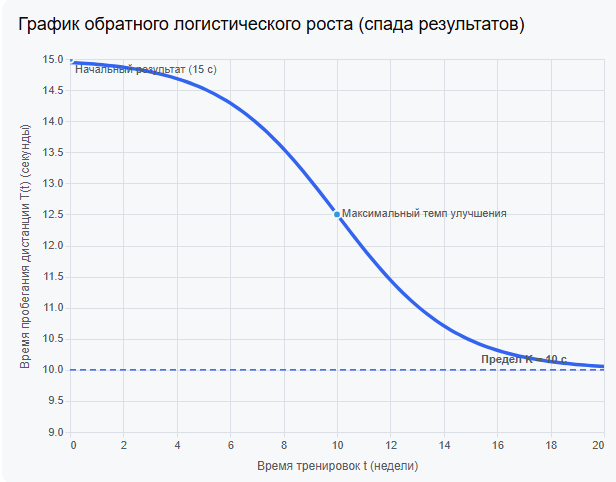 График обратного логистического роста (спада результатов)
15.0
Начальный результат (15 с)
14.5
14.0
13.5
13.0
12.5
Максимальный темп улучшения
12.0
11.5
11.0
10.5
Предел K = 10 с
10.0
9.5
9.0
0 2 4 6 8 10 12 14 16 18 20
Время тренировок t (недели)
Время пробегания дистанции T(t) (секунды)